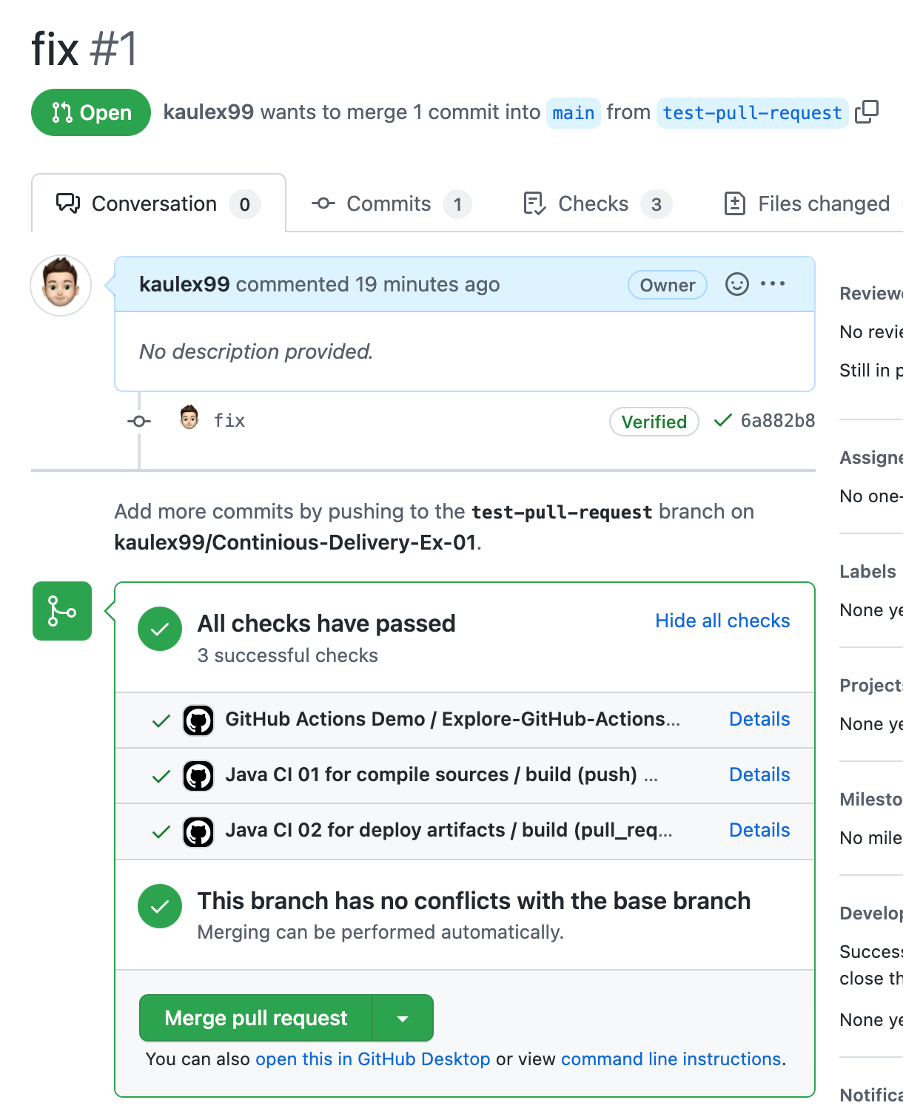 fix #1
Open kaulex99 wants to merge 1 commit into main from test-pull-request
Conversation 0 Commits 1 Checks 3 Files changed
kaulex99 commented 19 minutes ago Owner
No description provided.
fix Verified 6a882b8
Add more commits by pushing to the test-pull-request branch on
kaulex99/Continious-Delivery-Ex-01.
All checks have passed Hide all checks
3 successful checks
GitHub Actions Demo / Explore-GitHub-Actions... Details
Java CI 01 for compile sources / build (push) ... Details
Java CI 02 for deploy artifacts / build (pull_req... Details
This branch has no conflicts with the base branch
Merging can be performed automatically.
Merge pull request
You can also open this in GitHub Desktop or view command line instructions.
Reviewe
No revie
Still in p
Assigne
No one-
Labels
None ye
Projects
None ye
Milesto
No mile
Develop
Success
close th
None ye
Notifica